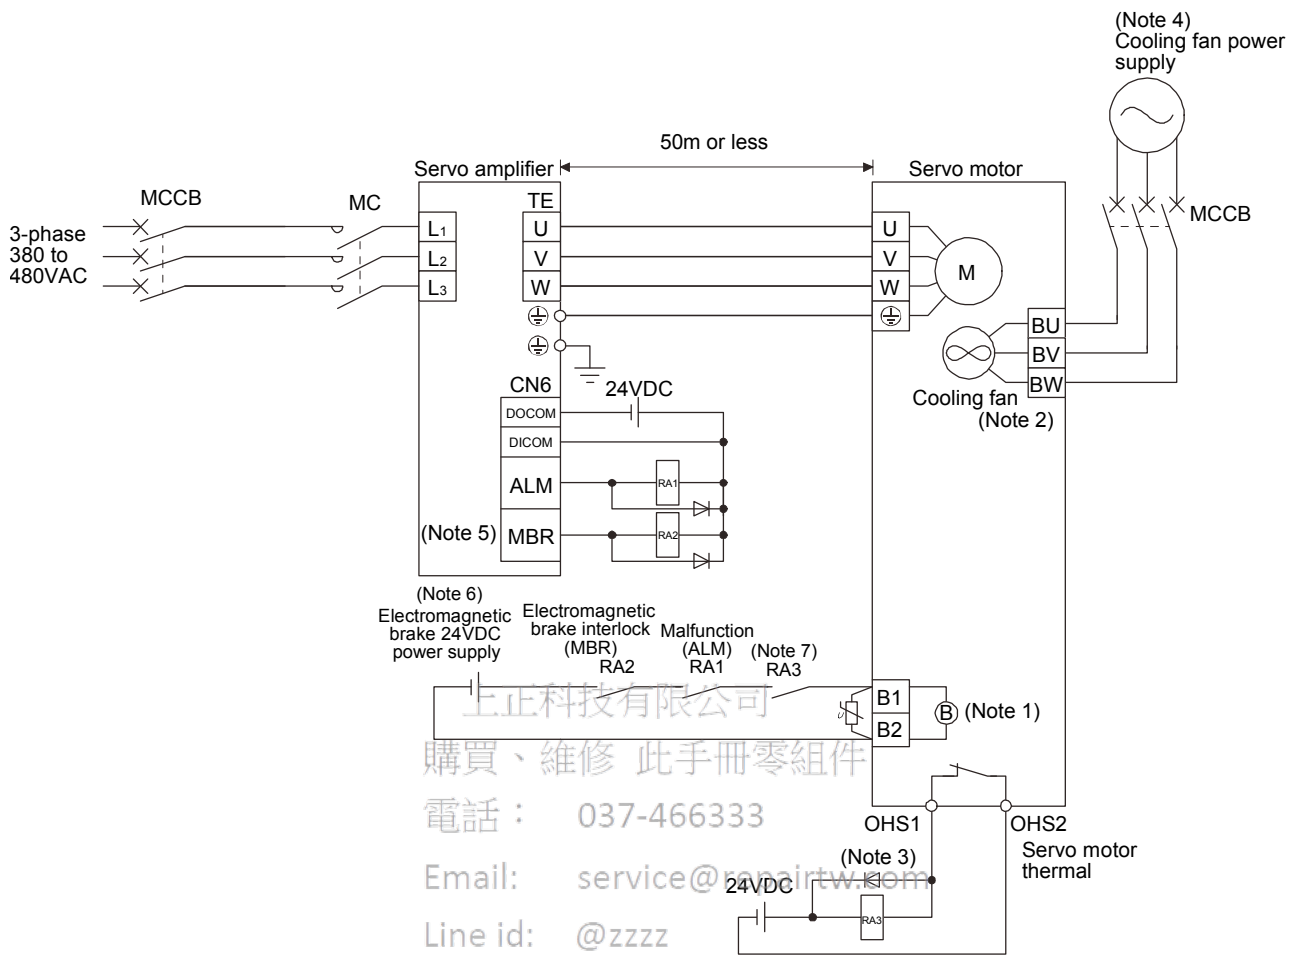 (Note 4)
Cooling fan power
supply
50m or less
Servo amplifier
Servo motor
MCCB
MC
TE
MCCB
3-phase
380 to
480VAC
L1
L2
L3
U
V
W
U
V
W
M
BU
BV
BW
Cooling fan
(Note 2)
CN6
24VDC
DOCOM
DICOM
ALM
RA1
(Note 5)
MBR
RA2
(Note 6)
Electromagnetic
brake 24VDC
power supply
Electromagnetic
brake interlock
(MBR)
RA2
Malfunction
(ALM)
RA1
(Note 7)
RA3
B1
B2
U
B
(Note 1)
上正科技有限公司
購買、維修 此手冊零組件
電話： 037-466333
Email: service@repairtw.com
Line id: @zzzz
OHS1
OHS2
Servo motor
thermal
(Note 3)
24VDC
RA3